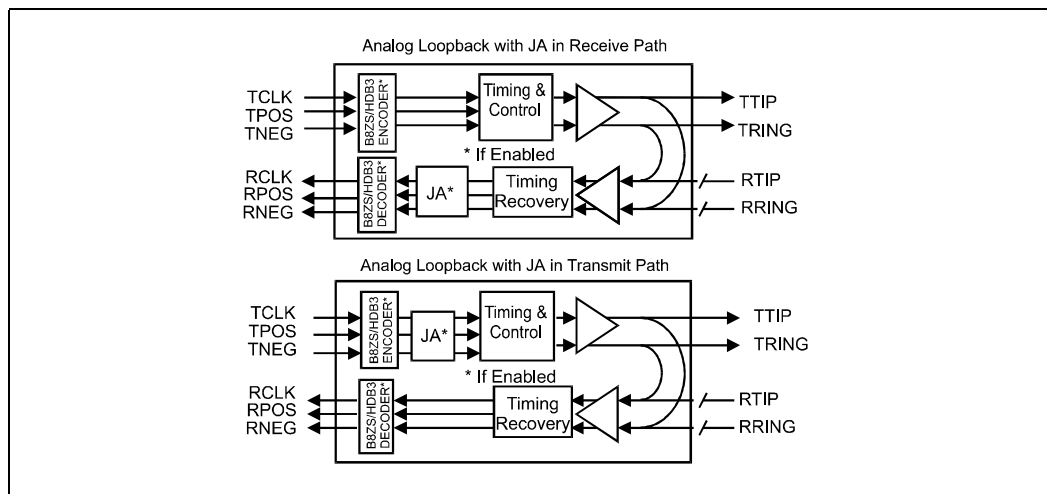 Analog Loopback with JA in Receive Path
TCLK
TPOS
TNEG
B8ZS/HDB3
ENCODER*
Timing &
Control
TTIP
TRING
* If Enabled
RCLK
RPOS
RNEG
B8ZS/HDB3
DECODER*
JA*
Timing
Recovery
RTIP
RRING
Analog Loopback with JA in Transmit Path
TCLK
TPOS
TNEG
B8ZS/HDB3
ENCODER*
JA*
Timing &
Control
TTIP
TRING
* If Enabled
RCLK
RPOS
RNEG
B8ZS/HDB3
DECODER*
Timing
Recovery
RTIP
RRING